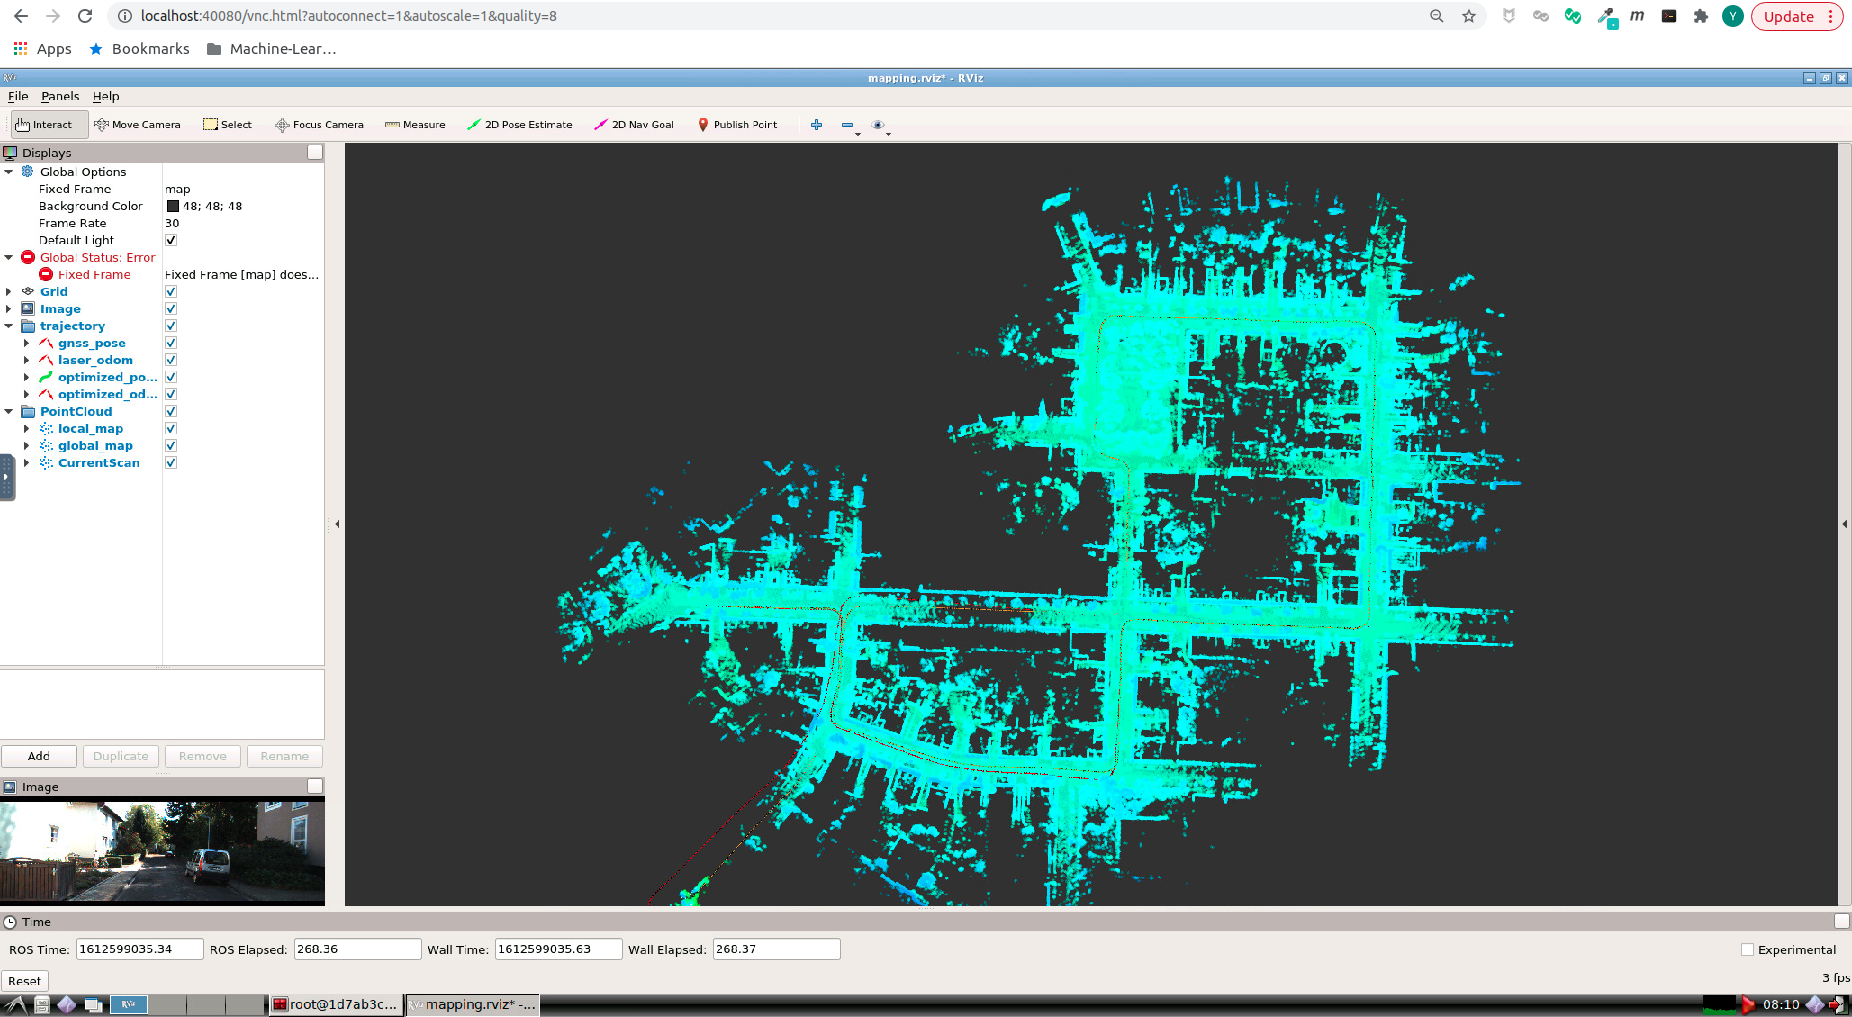 localhost:40080/vnc.html?autoconnect=1&autoscale=1&quality=8
Y
Update
Apps
Bookmarks
Machine-Lear…
mapping.rviz* - RViz
File Panels Help
Interact
Move Camera
Select
Focus Camera
Measure
2D Pose Estimate
2D Nav Goal
Publish Point
Displays
Global Options
Fixed Frame map
Background Color 48; 48; 48
Frame Rate 30
Default Light
Global Status: Error
Fixed Frame Fixed Frame [map] does...
Grid
Image
trajectory
gnss_pose
laser_odom
optimized_po...
optimized_od...
PointCloud
local_map
global_map
CurrentScan
Add Duplicate Remove Rename
Image
Time
ROS Time: 1612599035.34 ROS Elapsed: 268.36 Wall Time: 1612599035.63 Wall Elapsed: 268.37 Experimental
Reset
3 fps
root@1d7ab3c...
mapping.rviz* -...
08:10